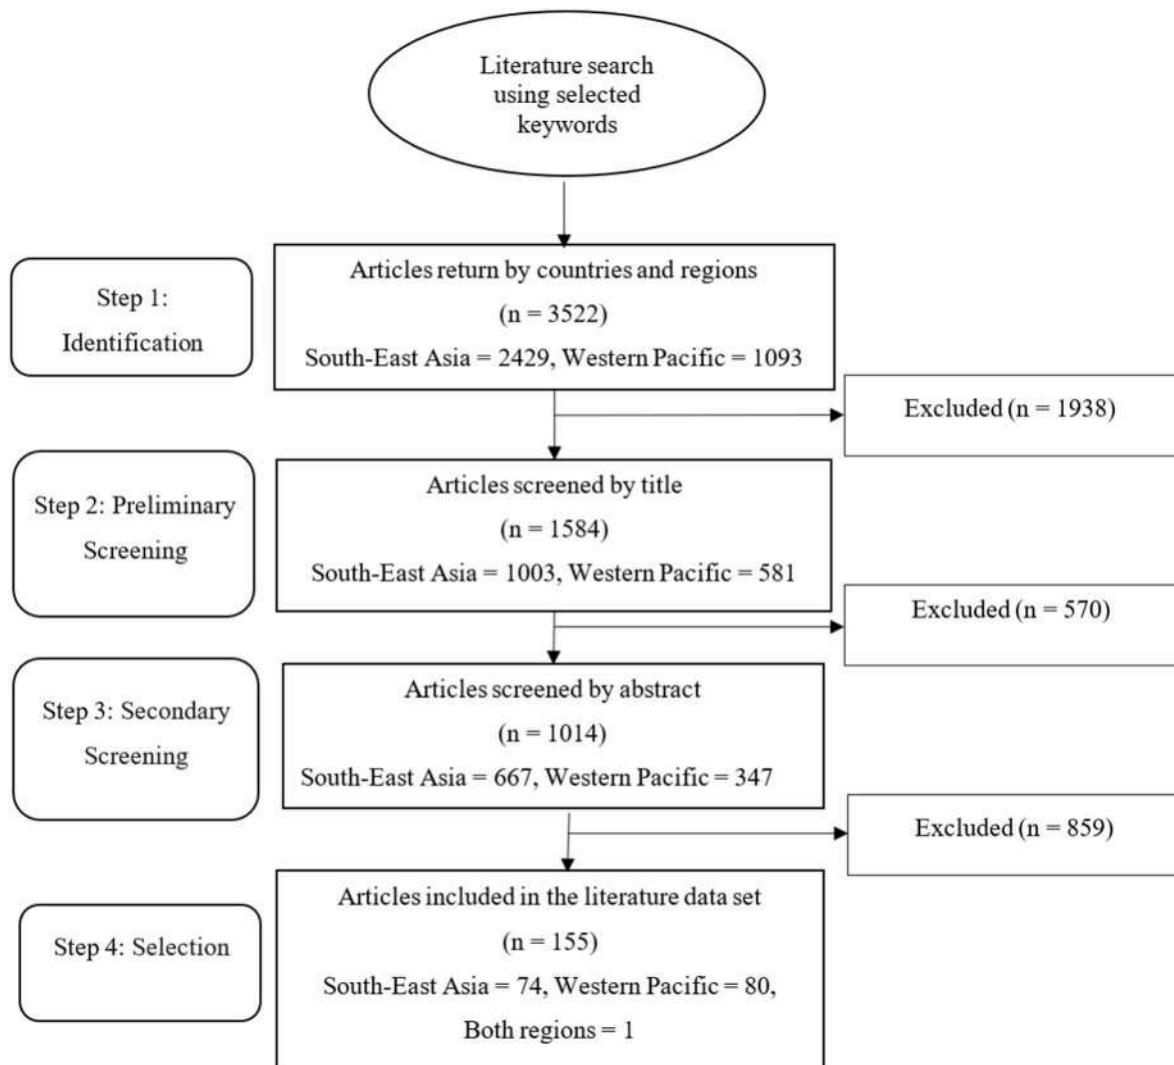 Literature search
using selected
keywords
Step 1:
Identification
Articles return by countries and regions
(n = 3522)
South-East Asia = 2429, Western Pacific = 1093
Excluded (n = 1938)
Step 2: Preliminary
Screening
Articles screened by title
(n = 1584)
South-East Asia = 1003, Western Pacific = 581
Excluded (n = 570)
Step 3: Secondary
Screening
Articles screened by abstract
(n = 1014)
South-East Asia = 667, Western Pacific = 347
Excluded (n = 859)
Step 4: Selection
Articles included in the literature data set
(n = 155)
South-East Asia = 74, Western Pacific = 80,
Both regions = 1